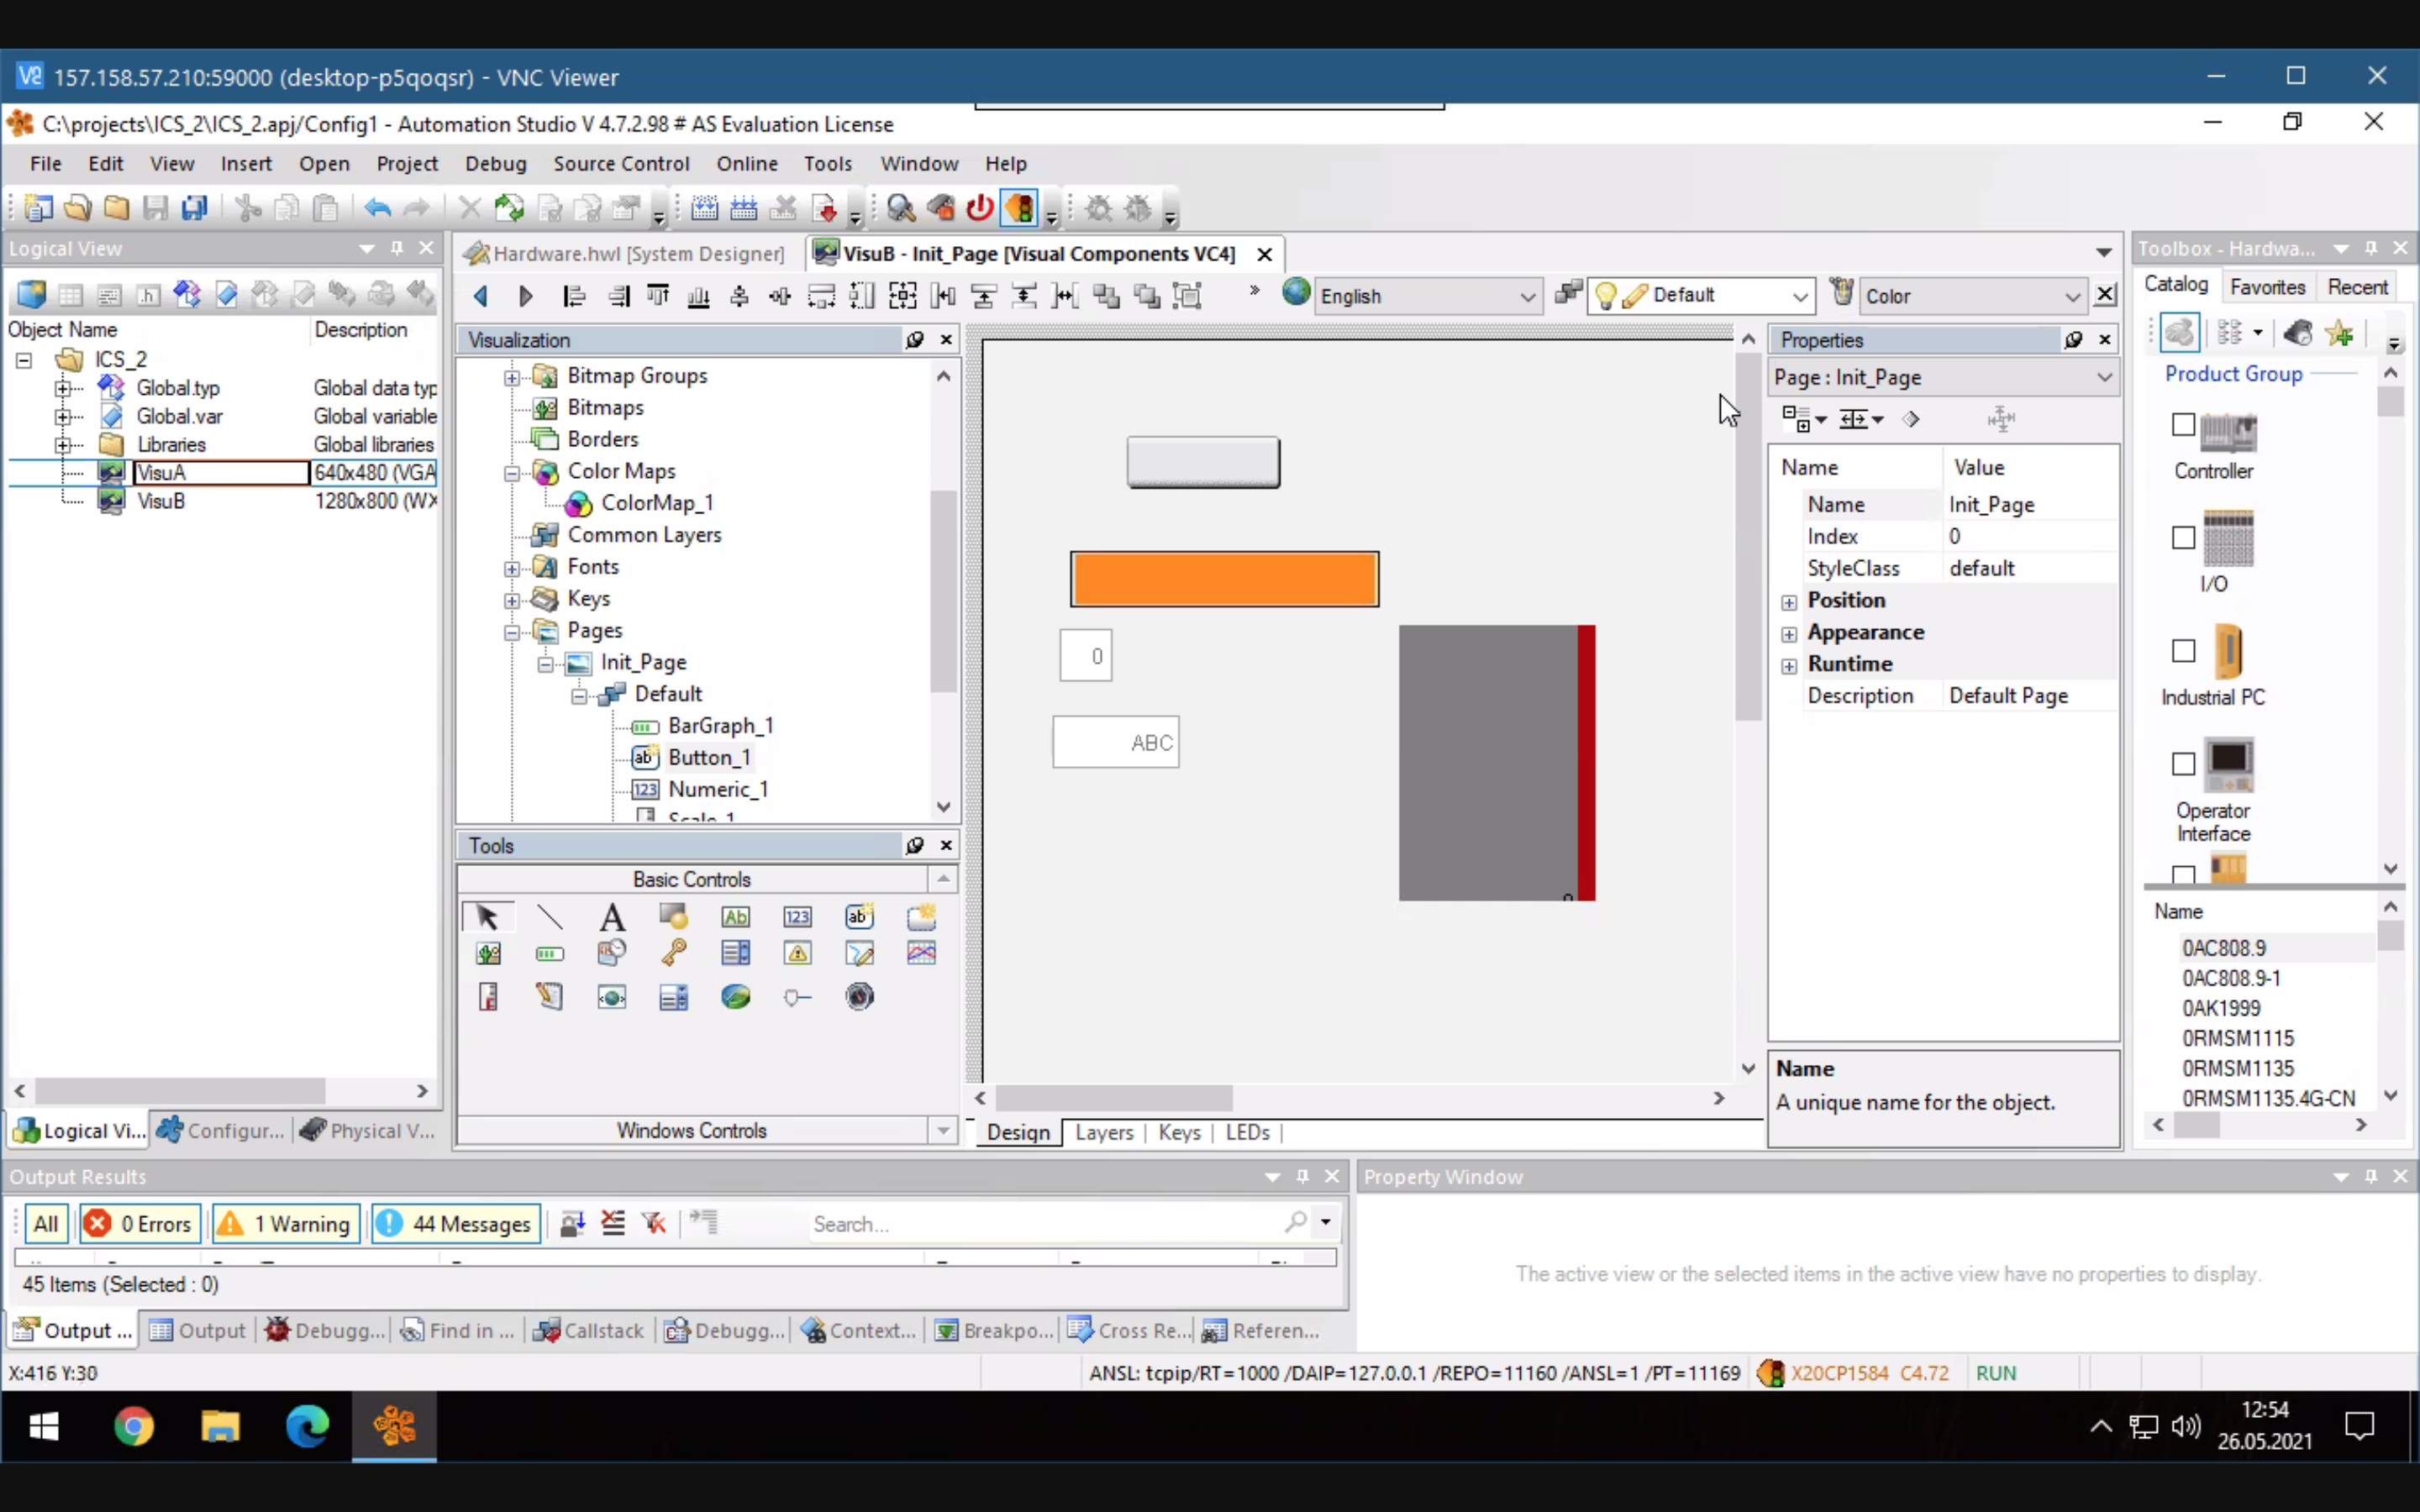 157.158.57.210:59000 (desktop-p5qoqsr) - VNC Viewer
C:\projects\ICS_2\ICS_2.apj/Config1 - Automation Studio V 4.7.2.98 # AS Evaluation License
File Edit View Insert Open Project Debug Source Control Online Tools Window Help
Logical View
Object Name Description
ICS_2
Global.typ Global data typ
Global.var Global variable
Libraries Global libraries
VisuA 640x480 (VGA
VisuB 1280x800 (WX
Logical Vi... Configur... Physical V...
Hardware.hwl [System Designer] VisuB - Init_Page [Visual Components VC4]
English Default Color
Visualization
Bitmap Groups
Bitmaps
Borders
Color Maps
ColorMap_1
Common Layers
Fonts
Keys
Pages
Init_Page
Default
BarGraph_1
Button_1
Numeric_1
Scale_1
Tools
Basic Controls
Windows Controls
0
ABC
0
Design Layers Keys LEDs
Properties
Page : Init_Page
Name Value
Name Init_Page
Index 0
StyleClass default
Position
Appearance
Runtime
Description Default Page
Name
A unique name for the object.
Toolbox - Hardwa...
Catalog Favorites Recent
Product Group
Controller
I/O
Industrial PC
Operator
Interface
Name
0AC808.9
0AC808.9-1
0AK1999
0RMSM1115
0RMSM1135
0RMSM1135.4G-CN
Output Results
All 0 Errors 1 Warning 44 Messages Search...
45 Items (Selected : 0)
Output ... Output Debugg... Find in ... Callstack Debugg... Context... Breakpo... Cross Re... Referen...
Property Window
The active view or the selected items in the active view have no properties to display.
X:416 Y:30
ANSL: tcpip/RT=1000 /DAIP=127.0.0.1 /REPO=11160 /ANSL=1 /PT=11169 X20CP1584 C4.72 RUN
12:54
26.05.2021